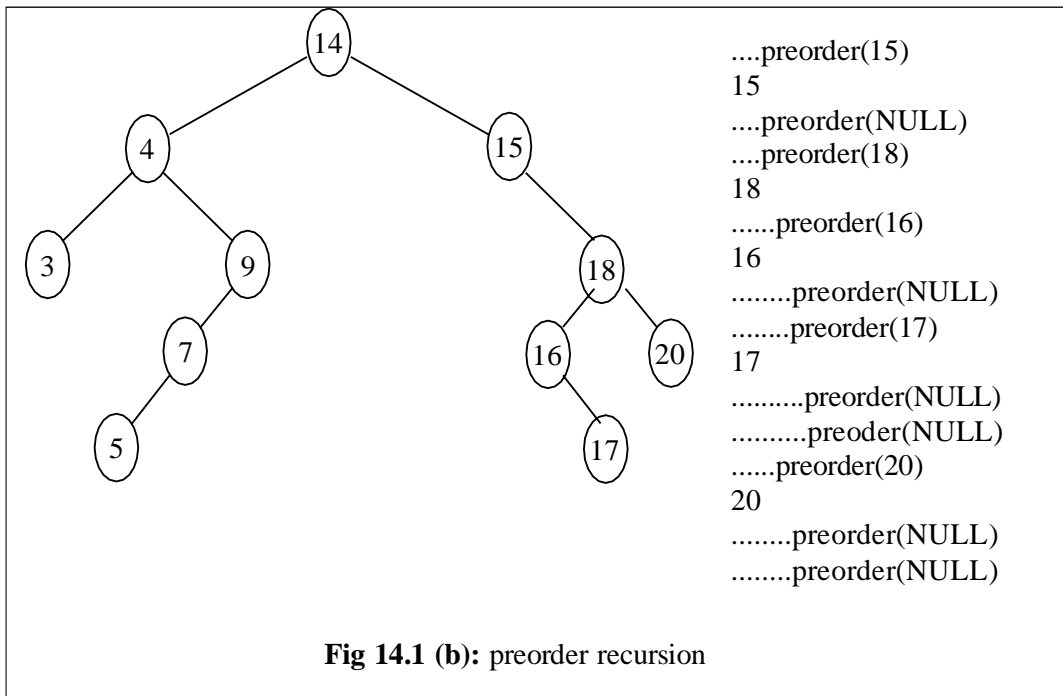 14
4
15
3
9
18
7
16
20
5
17
....preorder(15)
15
....preorder(NULL)
....preorder(18)
18
......preorder(16)
16
........preorder(NULL)
........preorder(17)
17
..........preorder(NULL)
..........preoder(NULL)
......preorder(20)
20
........preorder(NULL)
........preorder(NULL)
Fig 14.1 (b): preorder recursion